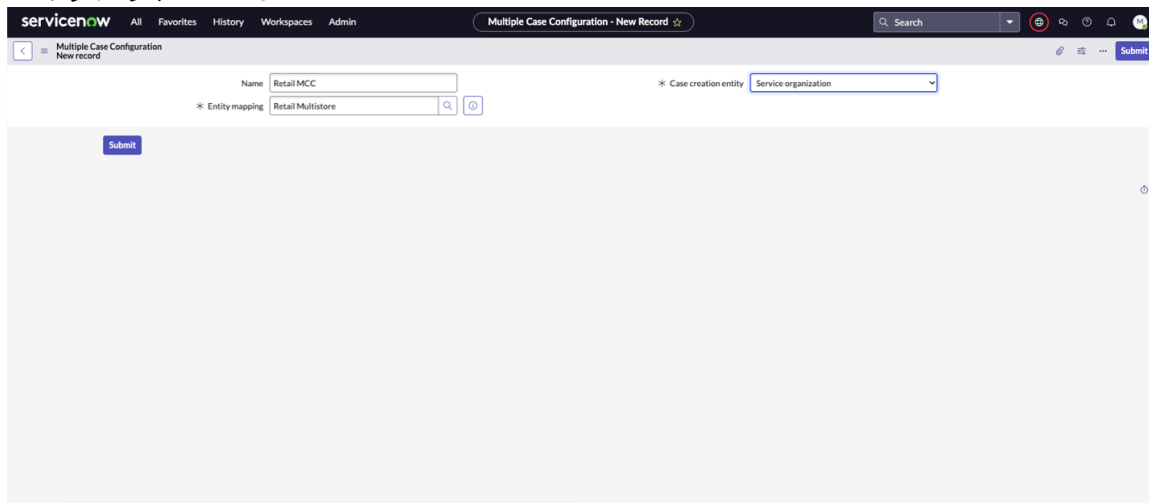 servicenow All Favorites History Workspaces Admin Multiple Case Configuration - New Record Search M
Multiple Case Configuration
New record
Submit
Name Retail MCC
* Case creation entity Service organization
* Entity mapping Retail Multistore
Submit